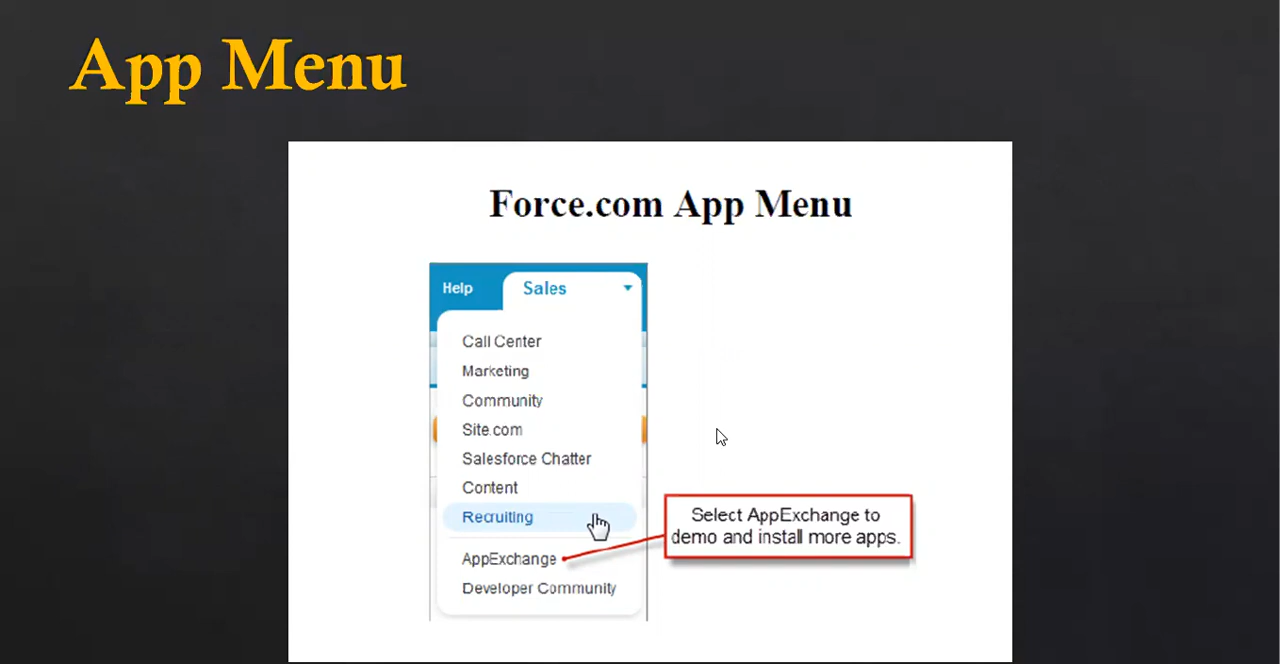 App Menu
Force.com App Menu
Help
Sales
Call Center
Marketing
Community
Site.com
Salesforce Chatter
Content
Recruiting
Select AppExchange to
demo and install more apps.
AppExchange
Developer Community